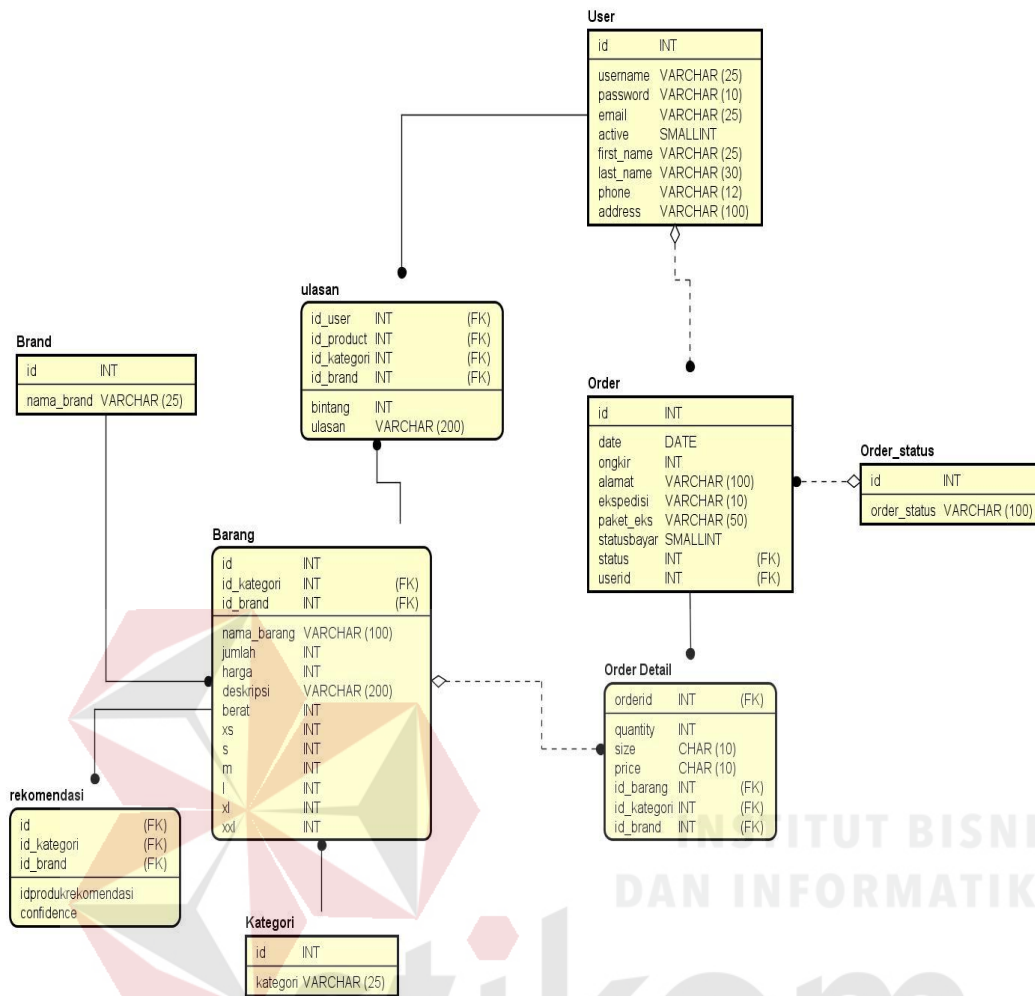 User
id INT
username VARCHAR (25)
password VARCHAR (10)
email VARCHAR (25)
active SMALLINT
first_name VARCHAR (25)
last_name VARCHAR (30)
phone VARCHAR (12)
address VARCHAR (100)
ulasan
id_user INT (FK)
id_product INT (FK)
id_kategori INT (FK)
id_brand INT (FK)
bintang INT
ulasan VARCHAR (200)
Brand
id INT
nama_brand VARCHAR (25)
Order
id INT
date DATE
ongkir INT
alamat VARCHAR (100)
ekspedisi VARCHAR (10)
paket_eks VARCHAR (50)
statusbayar SMALLINT
status INT (FK)
userid INT (FK)
Order_status
id INT
order_status VARCHAR (100)
Barang
id INT
id_kategori INT (FK)
id_brand INT (FK)
nama_barang VARCHAR (100)
jumlah INT
harga INT
deskripsi VARCHAR (200)
berat INT
xs INT
s INT
m INT
l INT
xl INT
xxl INT
Order Detail
orderid INT (FK)
quantity INT
size CHAR (10)
price CHAR (10)
id_barang INT (FK)
id_kategori INT (FK)
id_brand INT (FK)
rekomendasi
id (FK)
id_kategori (FK)
id_brand (FK)
idprodukrekomendasi
confidence
Kategori
id INT
kategori VARCHAR (25)
INSTITUT BISNI
DAN INFORMATIK